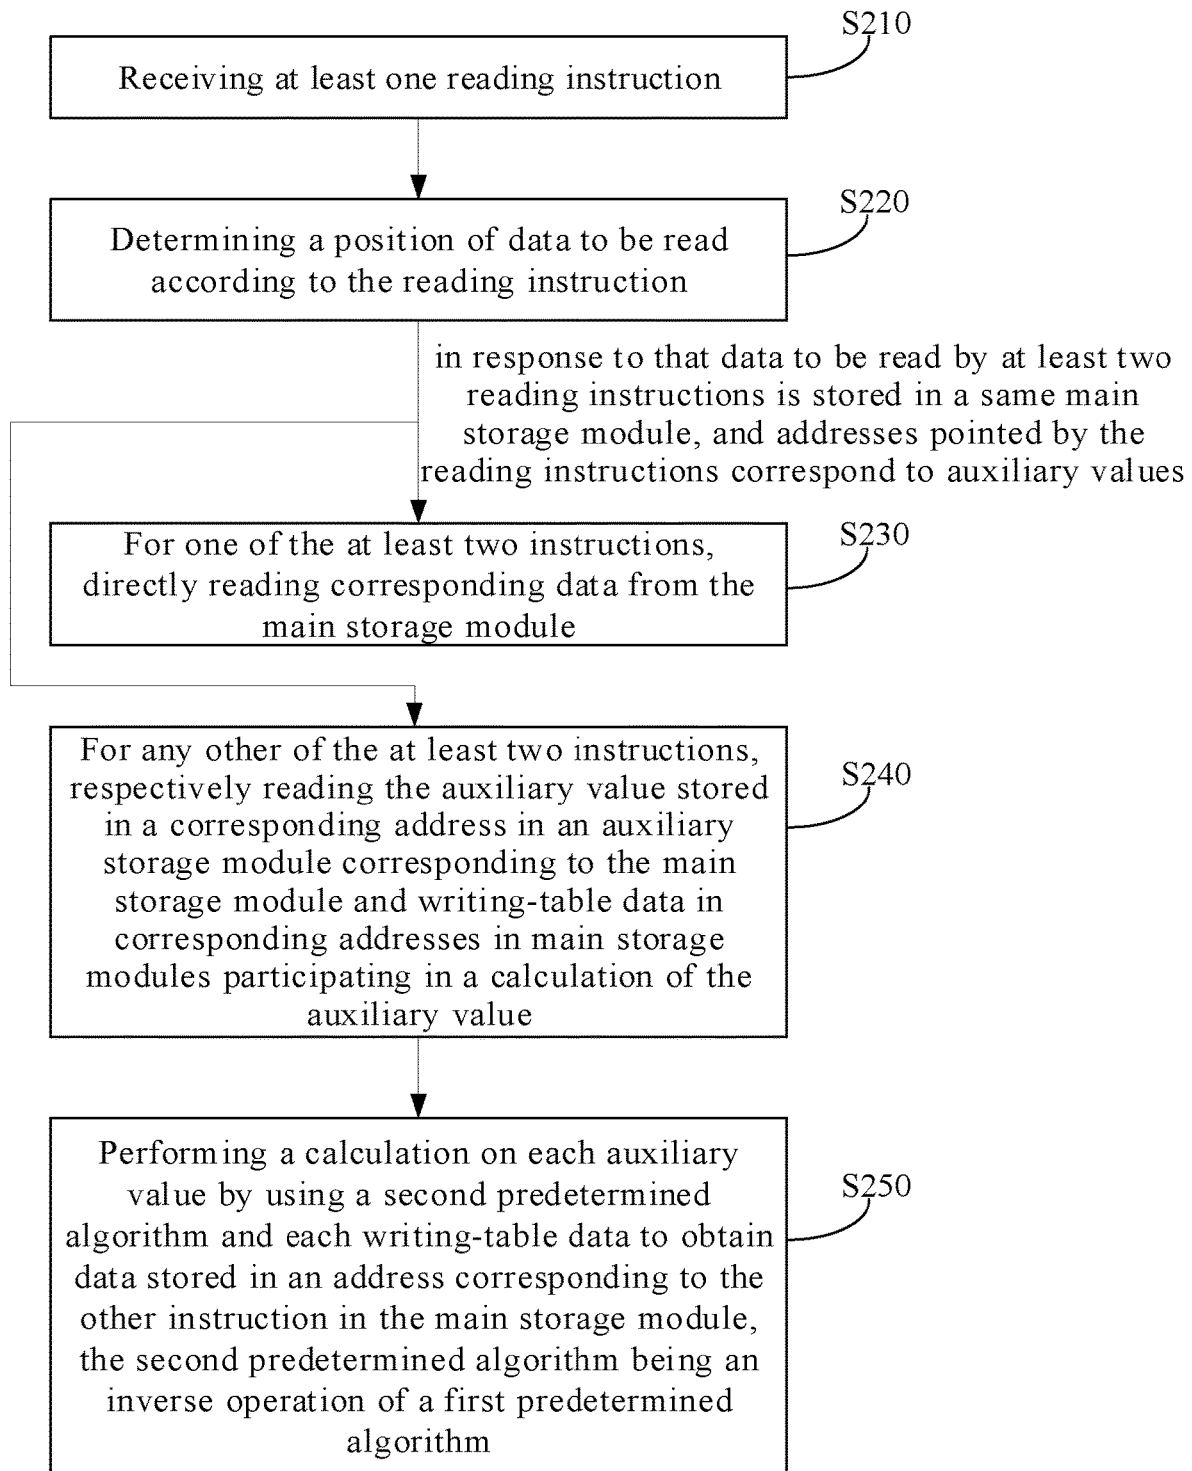 S210
Receiving at least one reading instruction
S220
Determining a position of data to be read
according to the reading instruction
in response to that data to be read by at least two
reading instructions is stored in a same main
storage module, and addresses pointed by the
reading instructions correspond to auxiliary values
S230
For one of the at least two instructions,
directly reading corresponding data from the
main storage module
S240
For any other of the at least two instructions,
respectively reading the auxiliary value stored
in a corresponding address in an auxiliary
storage module corresponding to the main
storage module and writing-table data in
corresponding addresses in main storage
modules participating in a calculation of the
auxiliary value
S250
Performing a calculation on each auxiliary
value by using a second predetermined
algorithm and each writing-table data to obtain
data stored in an address corresponding to the
other instruction in the main storage module,
the second predetermined algorithm being an
inverse operation of a first predetermined
algorithm